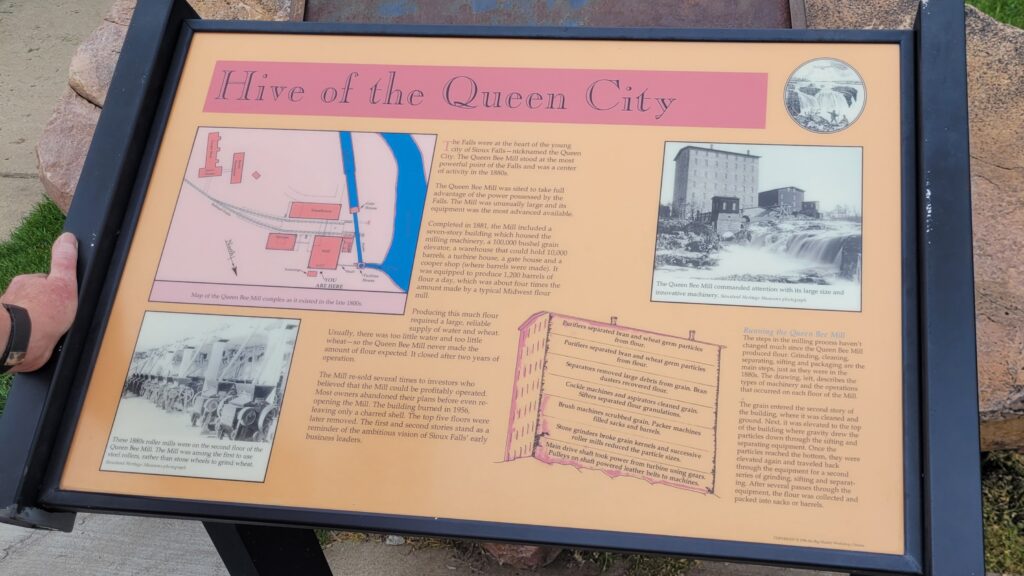 Hive of the Queen City
The Falls were at the heart of the young
city of Sioux Falls—nicknamed the Queen
City. The Queen Bee Mill stood at the most
powerful point of the Falls and was a center
of activity in the 1880s.
The Queen Bee Mill was sited to take full
advantage of the power possessed by the
Falls. The Mill was unusually large and its
equipment was the most advanced available.
Completed in 1881, the Mill included a
seven-story building which housed the
milling machinery, a 100,000 bushel grain
elevator, a warehouse that could hold 10,000
barrels, a turbine house, a gate house and a
cooper shop (where barrels were made). It
was equipped to produce 1,200 barrels of
flour a day, which was about four times the
amount made by a typical Midwest flour
mill.
Producing this much flour
required a large, reliable
supply of water and wheat.
Usually, there was too little water and too little
wheat—so the Queen Bee Mill never made the
amount of flour expected. It closed after two years of
operation.
The Mill re-sold several times to investors who
believed that the Mill could be profitably operated.
Most owners abandoned their plans before even re-
opening the Mill. The building burned in 1956,
leaving only a charred shell. The top five floors were
later removed. The first and second stories stand as a
reminder of the ambitious vision of Sioux Falls' early
business leaders.
Gate
House
Turbine
House
YOU
ARE HERE
Map of the Queen Bee Mill complex as it existed in the late 1800s.
These 1880s roller mills were on the second floor of the
Queen Bee Mill. The Mill was among the first to use
steel rollers, rather than stone wheels to grind wheat.
Siouxland Heritage Museums photograph
The Queen Bee Mill commanded attention with its large size and
innovative machinery. Siouxland Heritage Museums photograph
Purifiers separated bran and wheat germ particles
from flour.
Purifiers separated bran and wheat germ particles
from flour.
Separators removed large debris from grain. Bran
dusters recovered flour.
Cockle machines and aspirators cleaned grain.
Sifters separated flour granulations.
Brush machines scrubbed grain. Packer machines
filled sacks and barrels.
Stone grinders broke grain kernels and successive
roller mills reduced the particle sizes.
Main drive shaft took power from turbine using gears.
Pulleys on shaft powered leather belts to machines.
Running the Queen Bee Mill
The steps in the milling process haven't
changed much since the Queen Bee Mill
produced flour. Grinding, cleaning,
separating, sifting and packaging are the
main steps, just as they were in the
1880s. The drawing, left, describes the
types of machinery and the operations
that occurred on each floor of the Mill.
The grain entered the second story of
the building, where it was cleaned and
ground. Next, it was elevated to the top
of the building where gravity drew the
particles down through the sifting and
separating equipment. Once the
particles reached the bottom, they were
elevated again and traveled back
through the equipment for a second
series of grinding, sifting and separat-
ing. After several passes through the
equipment, the flour was collected and
packed into sacks or barrels.